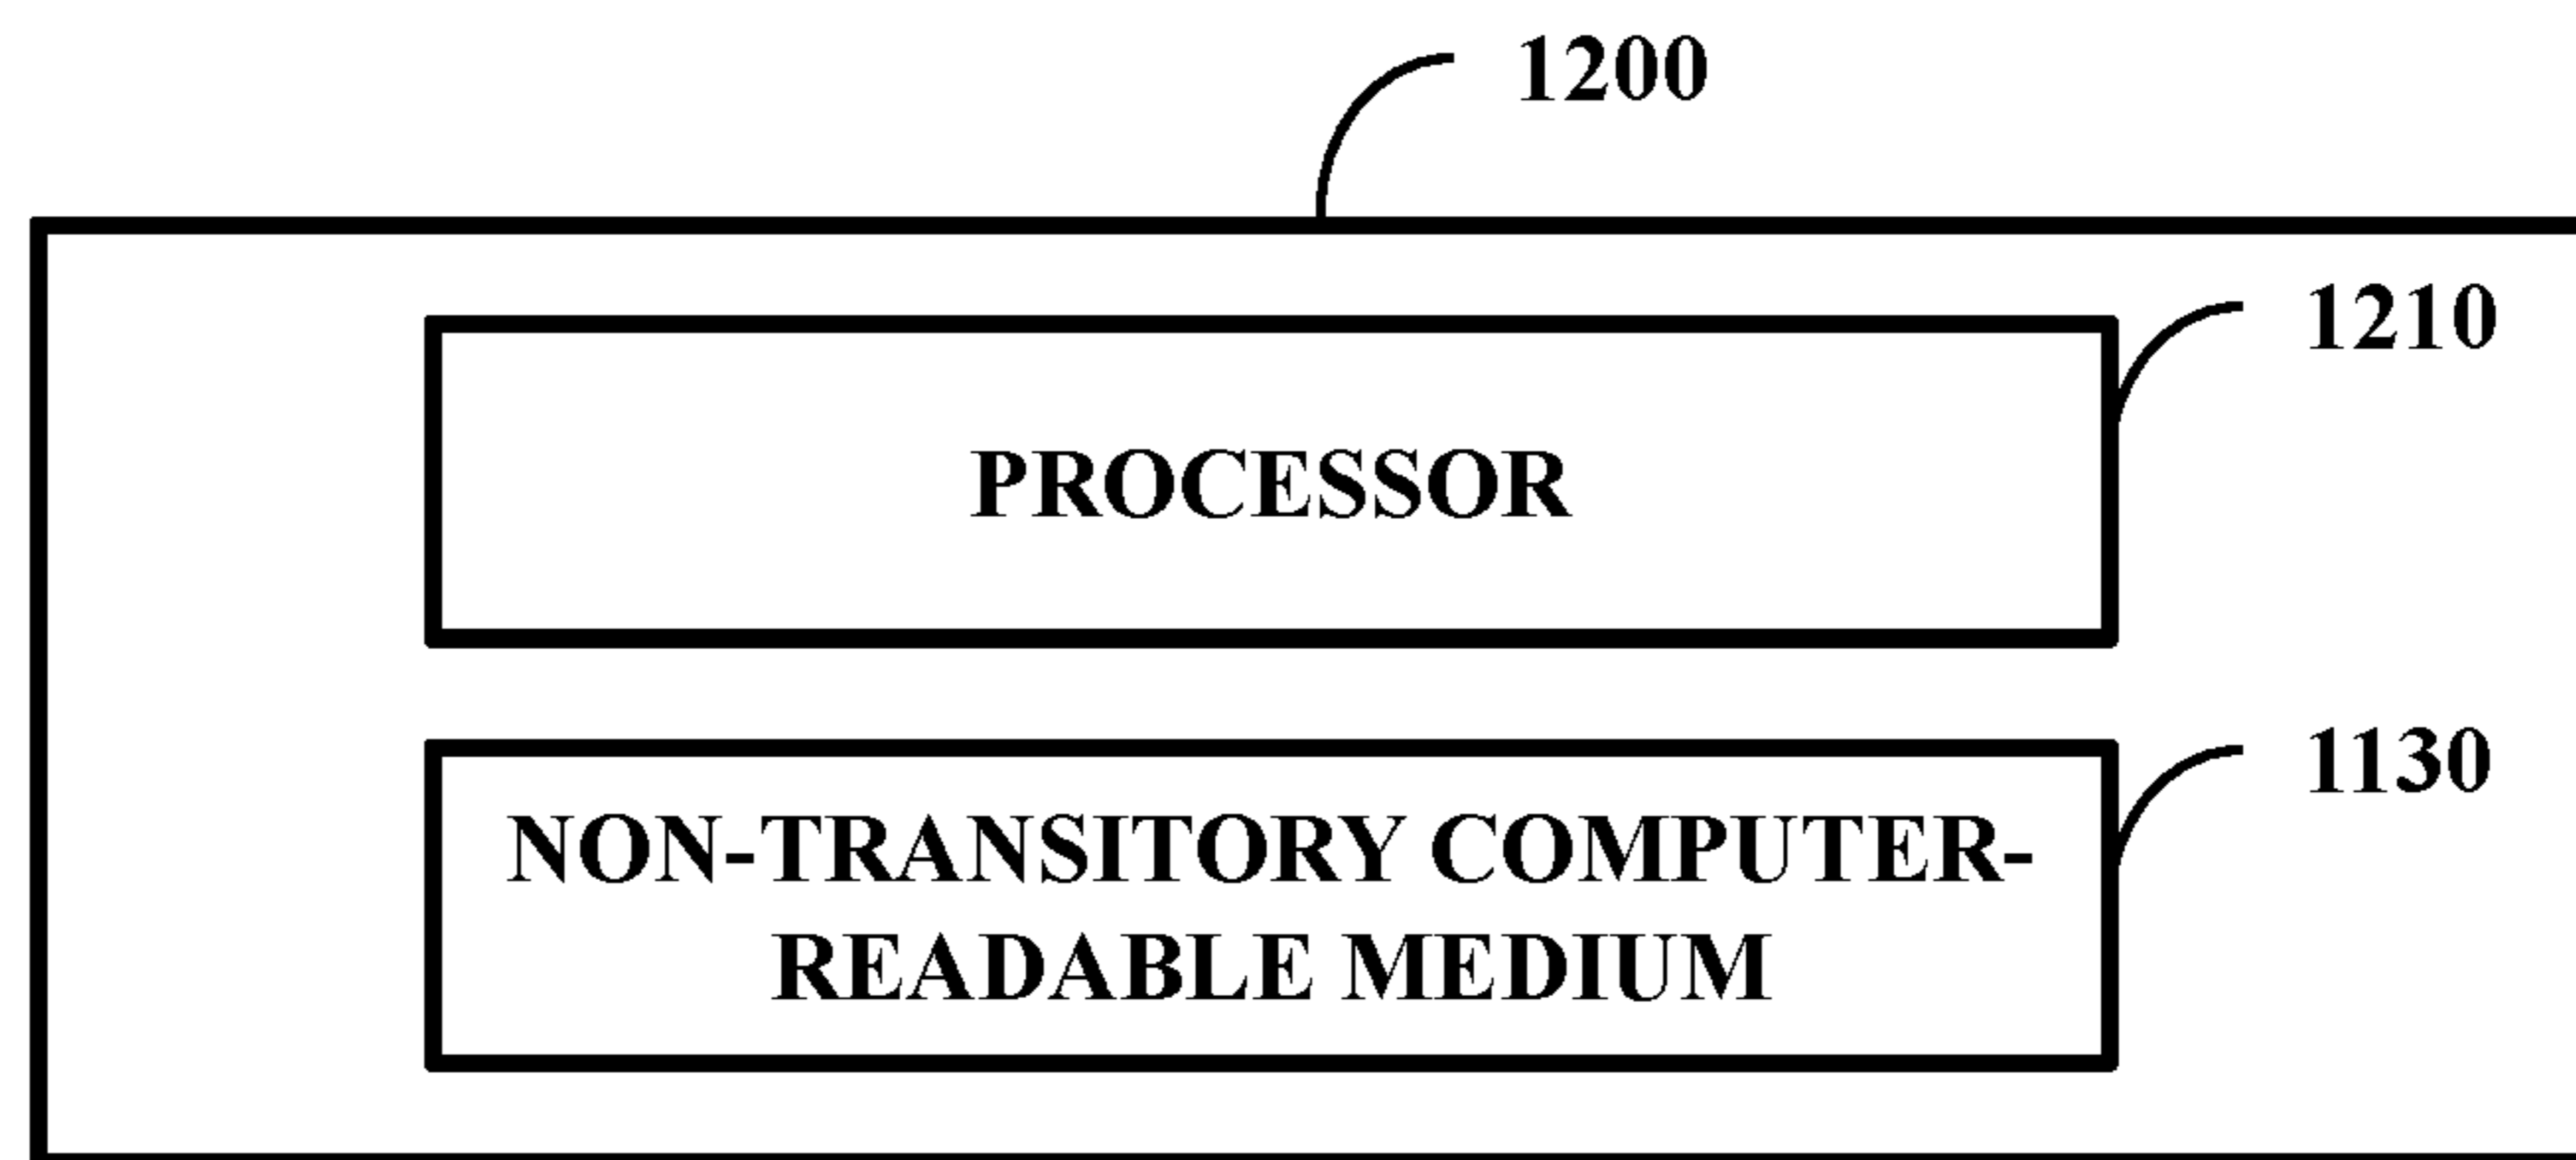 1200
1210
PROCESSOR
1130
NON-TRANSITORY COMPUTER-
READABLE MEDIUM